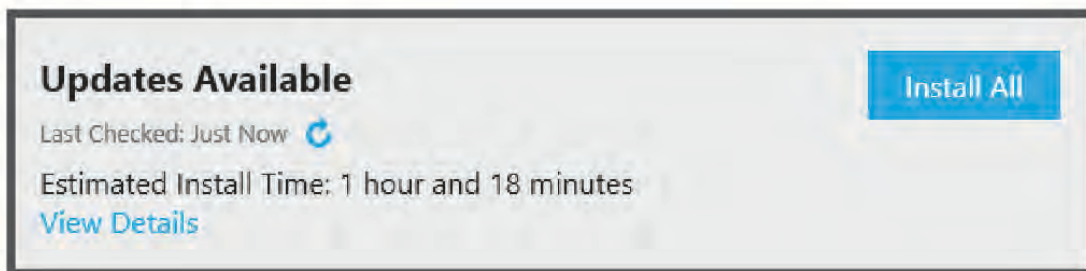 Updates Available
Install All
Last Checked: Just Now
Estimated Install Time: 1 hour and 18 minutes
View Details